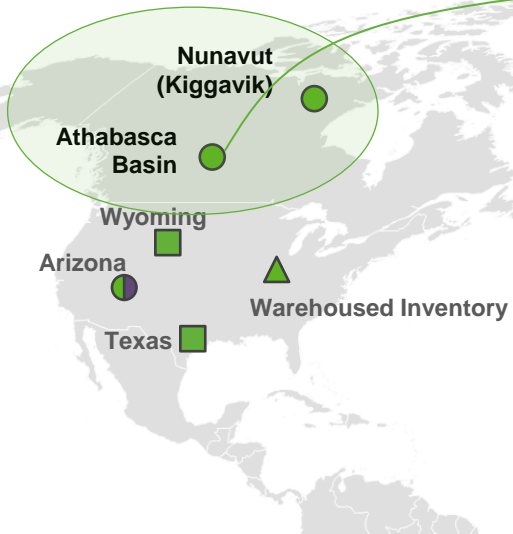 Nunavut
(Kiggavik)
Athabasca
Basin
Wyoming
Arizona
Warehoused Inventory
Texas